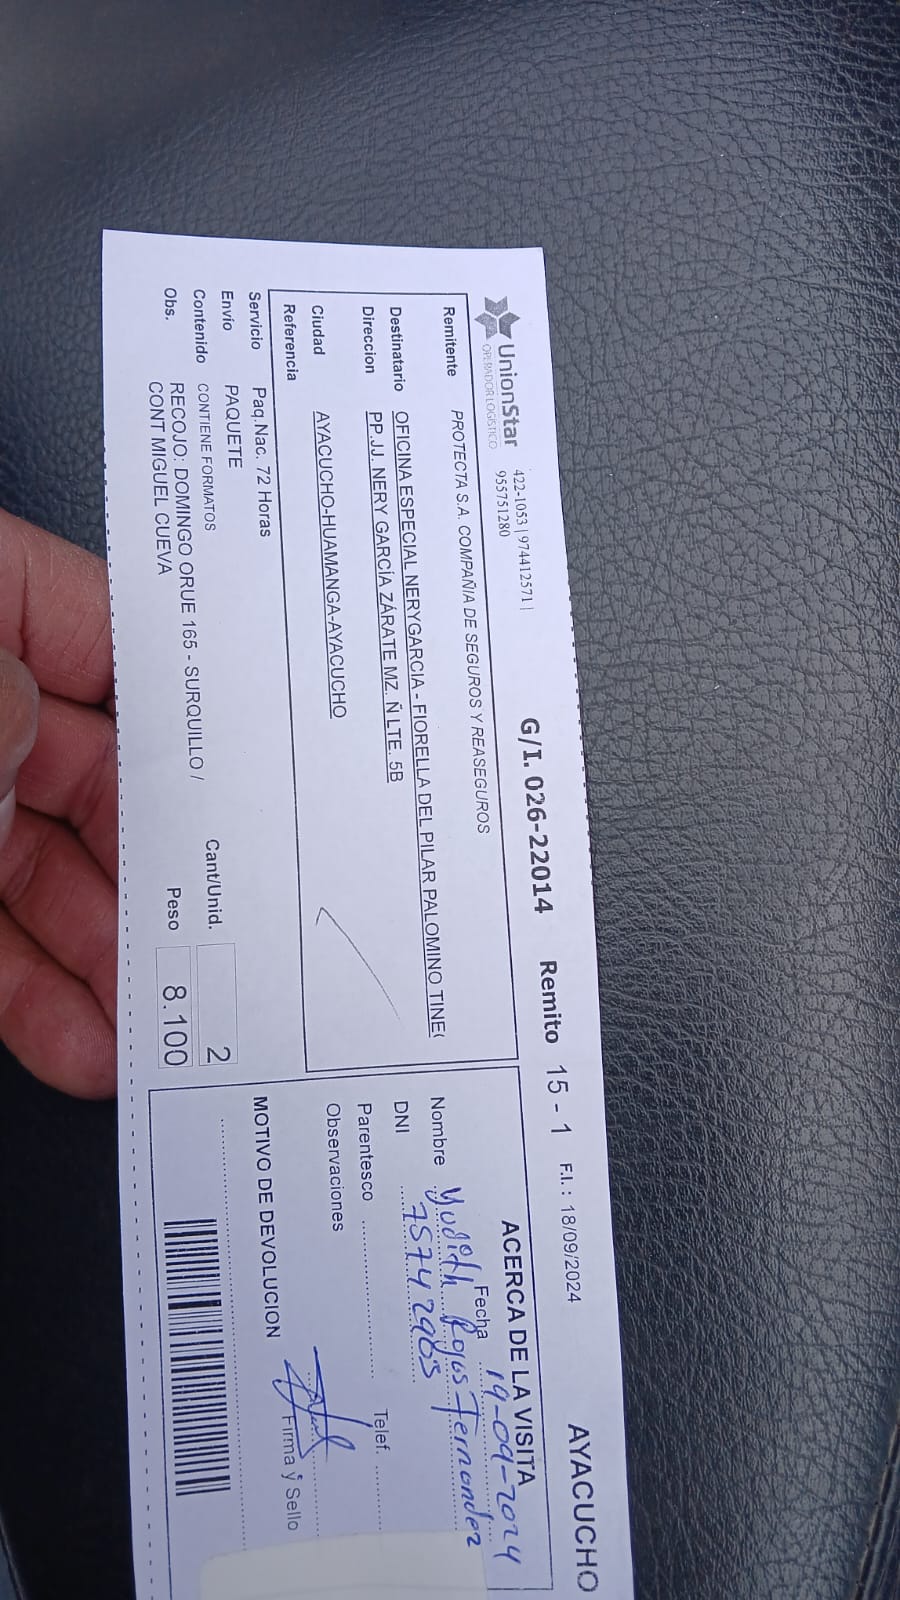 UnionStar
OPERADOR LOGISTICO
422-1053 | 974412571 |
955751280
G/I. 026-22014
Remito 15 - 1
F.I. : 18/09/2024
AYACUCHO
Remitente PROTECTA S.A. COMPAÑIA DE SEGUROS Y REASEGUROS
Destinatario OFICINA ESPECIAL NERYGARCIA - FIORELLA DEL PILAR PALOMINO TINE(
Direccion PP.JJ. NERY GARCÍA ZÁRATE MZ. Ñ LTE. 5B
Ciudad AYACUCHO-HUAMANGA-AYACUCHO
Referencia
Servicio Paq.Nac. 72 Horas
Envío PAQUETE
Contenido CONTIENE FORMATOS
Obs. RECOJO: DOMINGO ORUE 165 - SURQUILLO /
CONT MIGUEL CUEVA
Cant/Unid. 2
Peso 8.100
ACERCA DE LA VISITA
Fecha 19-09-2024
Nombre Yudith Rojas Fernandez
DNI 75742985
Parentesco
Telef.
Observaciones
MOTIVO DE DEVOLUCION
Firma y Sello